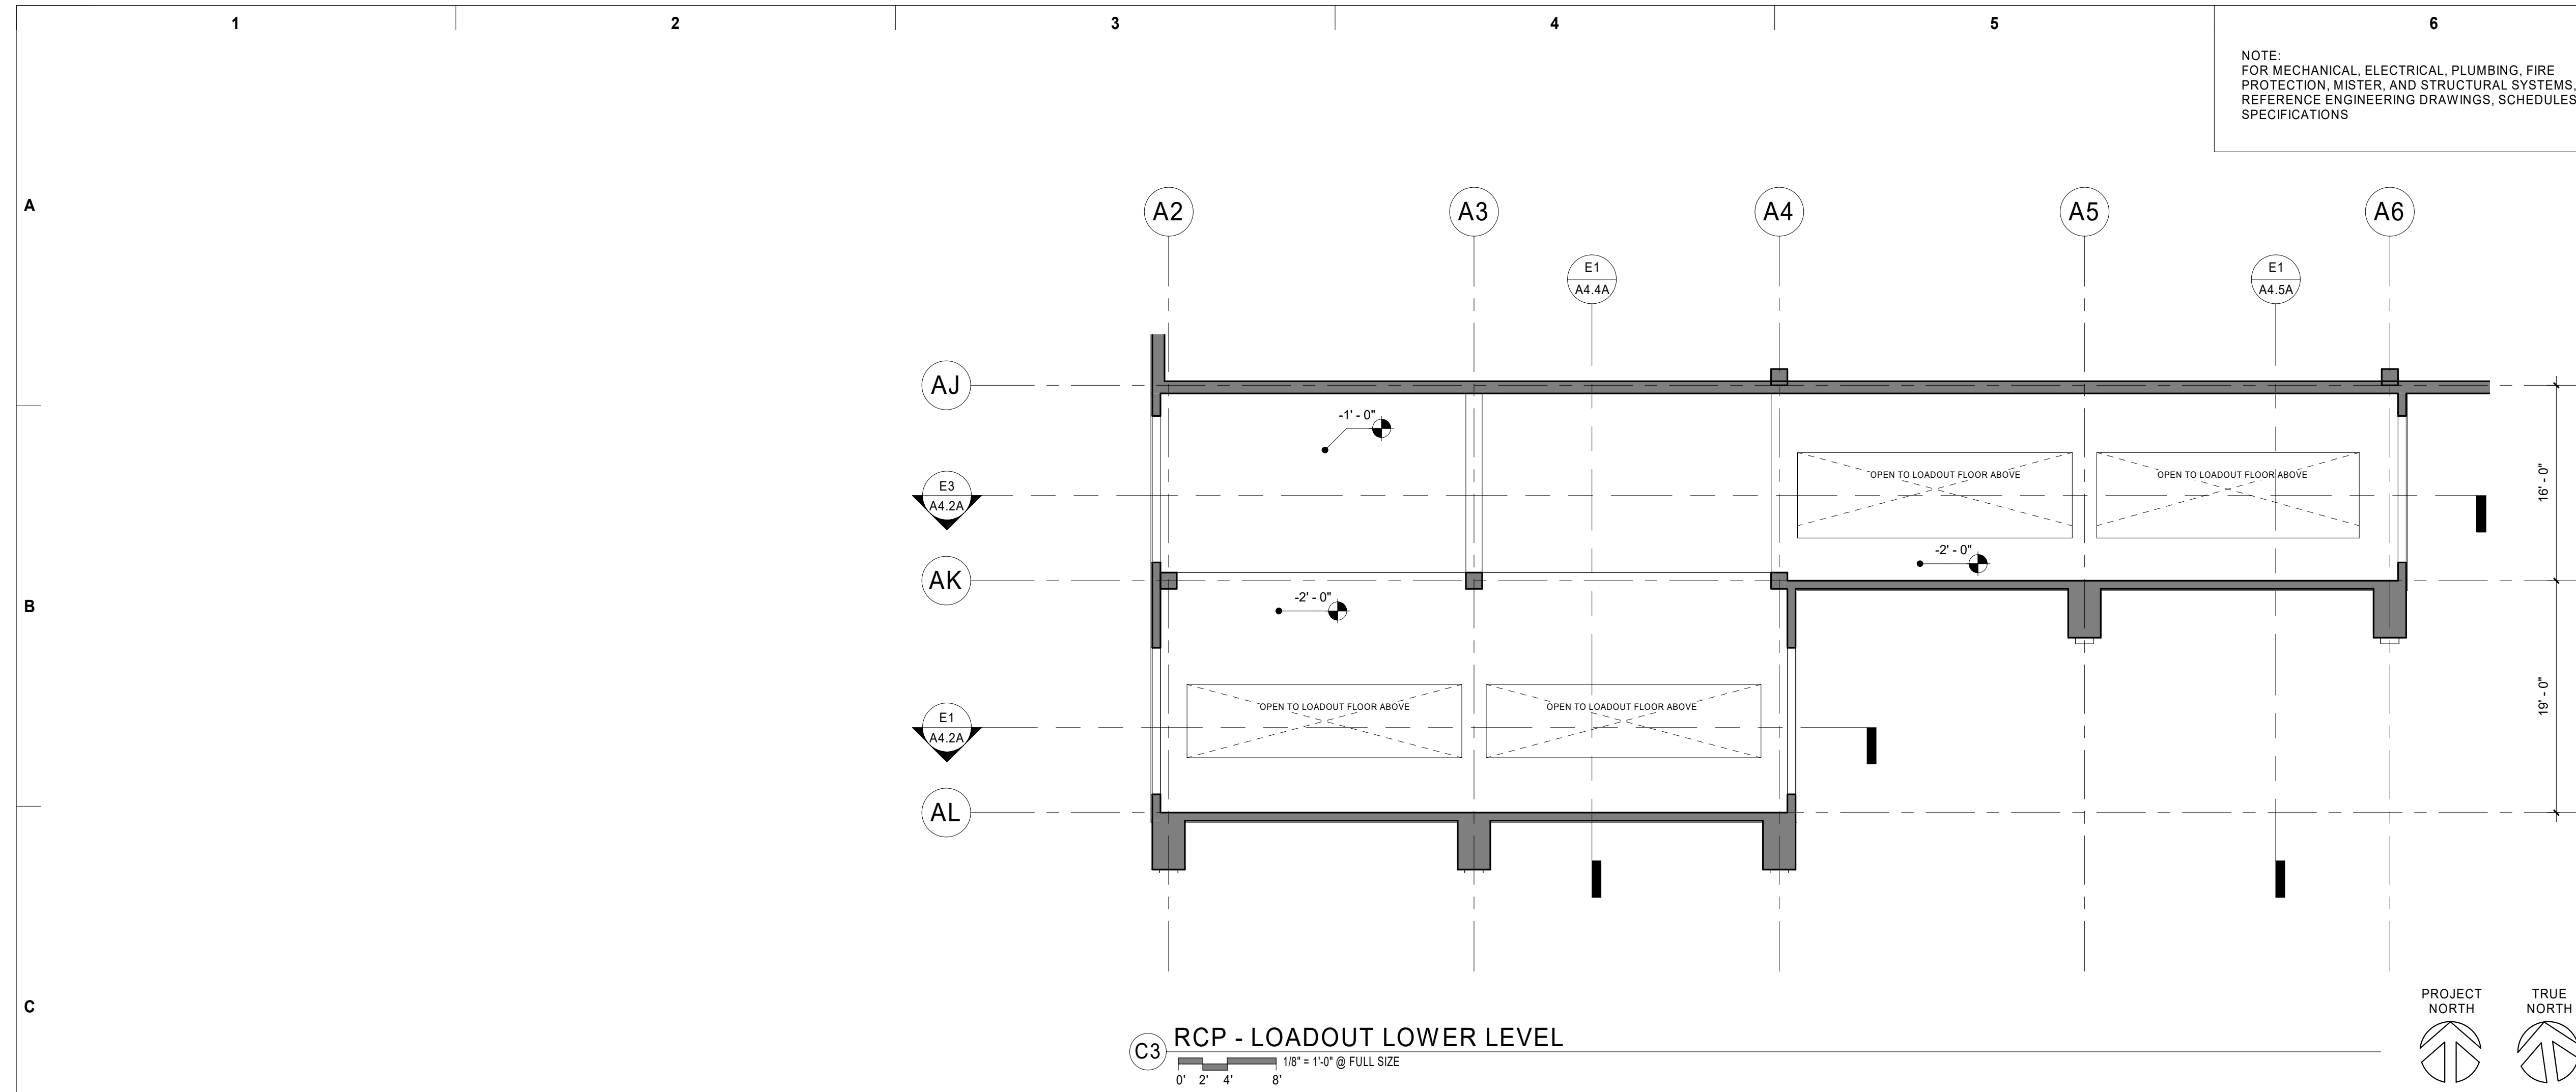 1
2
3
4
5
6
NOTE:
FOR MECHANICAL, ELECTRICAL, PLUMBING, FIRE
PROTECTION, MISTER, AND STRUCTURAL SYSTEMS,
REFERENCE ENGINEERING DRAWINGS, SCHEDULES
SPECIFICATIONS
A
A2
A3
A4
A5
A6
E1
A4.4A
E1
A4.5A
AJ
-1' - 0"
OPEN TO LOADOUT FLOOR ABOVE
OPEN TO LOADOUT FLOOR ABOVE
E3
A4.2A
16' - 0"
-2' - 0"
AK
B
-2' - 0"
19' - 0"
OPEN TO LOADOUT FLOOR ABOVE
OPEN TO LOADOUT FLOOR ABOVE
E1
A4.2A
AL
C
PROJECT
NORTH
TRUE
NORTH
C3
RCP - LOADOUT LOWER LEVEL
1/8" = 1'-0" @ FULL SIZE
0' 2' 4' 8'